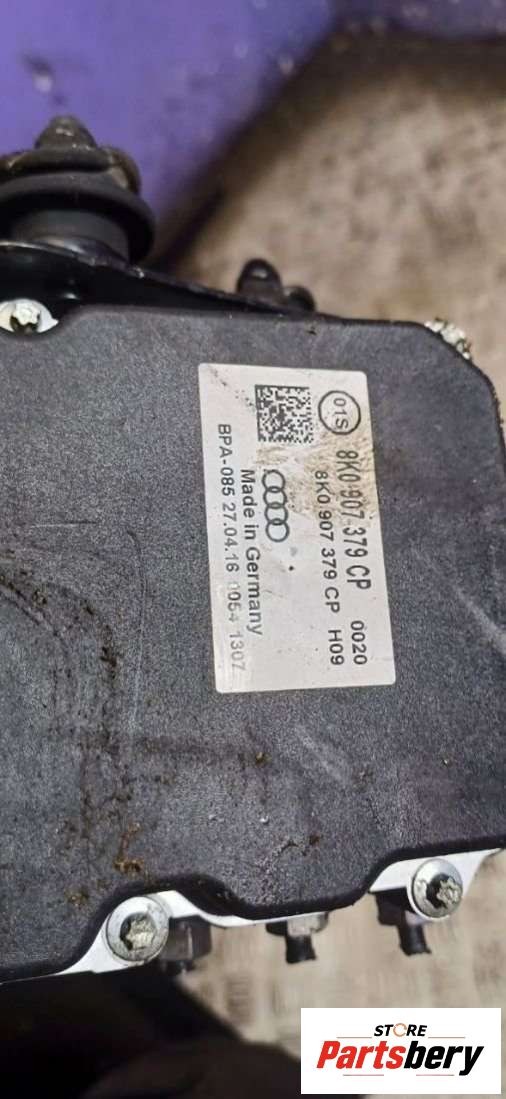 01S
8K0 907 379 CP 0020
8K0 907 379 CP H09
Made in Germany
BPA-085 27.04.16 0054 1307
STORE
Partsbery